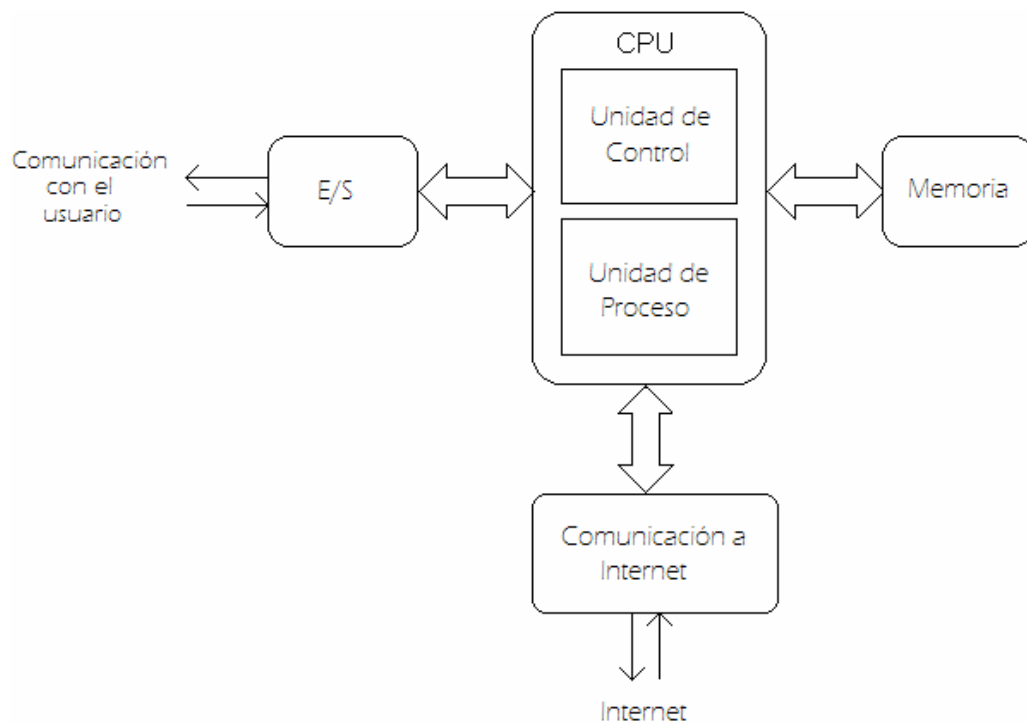 CPU
Unidad de
Control
Comunicación
con el
usuario
E/S
Memoria
Unidad de
Proceso
Comunicación a
Internet
Internet